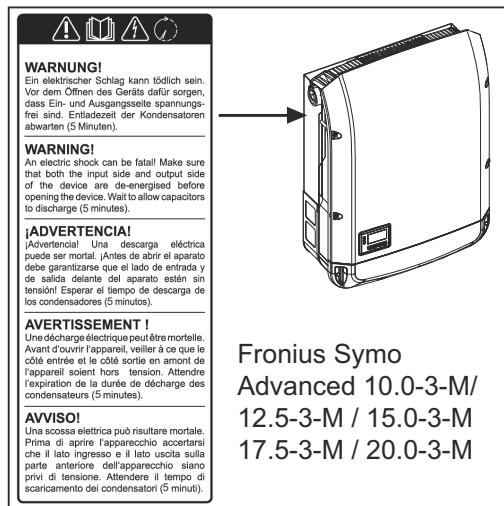 WARNUNG!
Ein elektrischer Schlag kann tödlich sein.
Vor dem Öffnen des Geräts dafür sorgen,
dass Ein- und Ausgangsseite spannungs-
frei sind. Entladezeit der Kondensatoren
abwarten (5 Minuten).
WARNING!
An electric shock can be fatal! Make sure
that both the input side and output side
of the device are de-energised before
opening the device. Wait to allow capacitors
to discharge (5 minutes).
¡ADVERTENCIA!
¡Advertencia! Una descarga eléctrica
puede ser mortal. ¡Antes de abrir el aparato
debe garantizarse que el lado de entrada y
de salida delante del aparato estén sin
tensión! Esperar el tiempo de descarga de
los condensadores (5 minutos).
AVERTISSEMENT !
Une décharge électrique peut être mortelle.
Avant d'ouvrir l'appareil, veiller à ce que le
côté entrée et le côté sortie en amont de
l'appareil soient hors tension. Attendre
l'expiration de la durée de décharge des
condensateurs (5 minutes).
AVVISO!
Una scossa elettrica può risultare mortale.
Prima di aprire l'apparecchio accertarsi
che il lato ingresso e il lato uscita sulla
parte anteriore dell'apparecchio siano
privi di tensione. Attendere il tempo di
scaricamento dei condensatori (5 minuti).
Fronius Symo
Advanced 10.0-3-M/
12.5-3-M / 15.0-3-M
17.5-3-M / 20.0-3-M